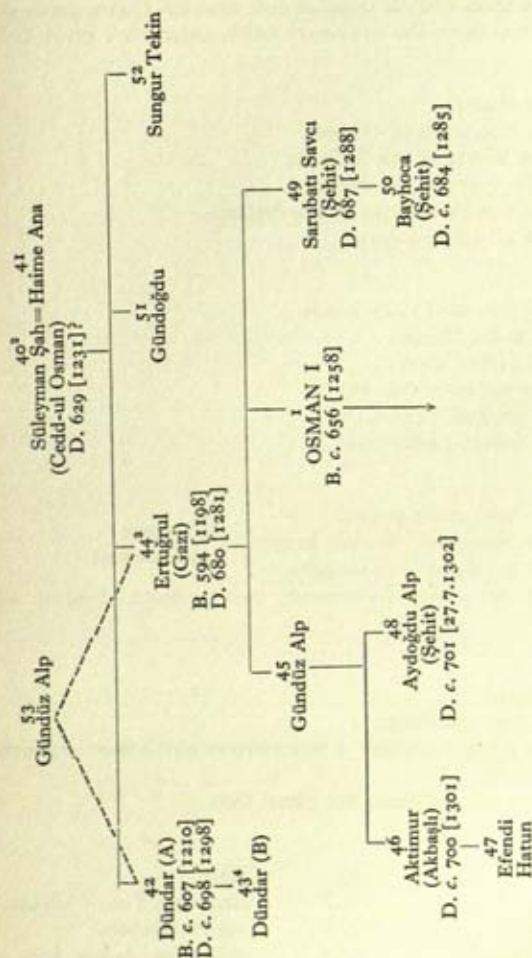 53
Gündüz Alp
40² 41
Süleyman Şah=Haime Ana
(Cedd-ul Osman)
D. 629 [1231]?
42
Dündar (A)
B. c. 607 [1210]
D. c. 698 [1298]
43⁴
Dündar (B)
44³
Ertuğrul
(Gazi)
B. 594 [1198]
D. 680 [1281]
51
Gündoğdu
52
Sungur Tekin
45
Gündüz Alp
1
OSMAN I
B. c. 656 [1258]
49
Sarubatı Savcı
(Şehit)
D. 687 [1288]
50
Bayhoca
(Şehit)
D. c. 684 [1285]
46
Aktimur
(Akbaşlı)
D. c. 700 [1301]
47
Efendi
Hatun
48
Aydoğdu Alp
(Şehit)
D. c. 701 [27.7.1302]